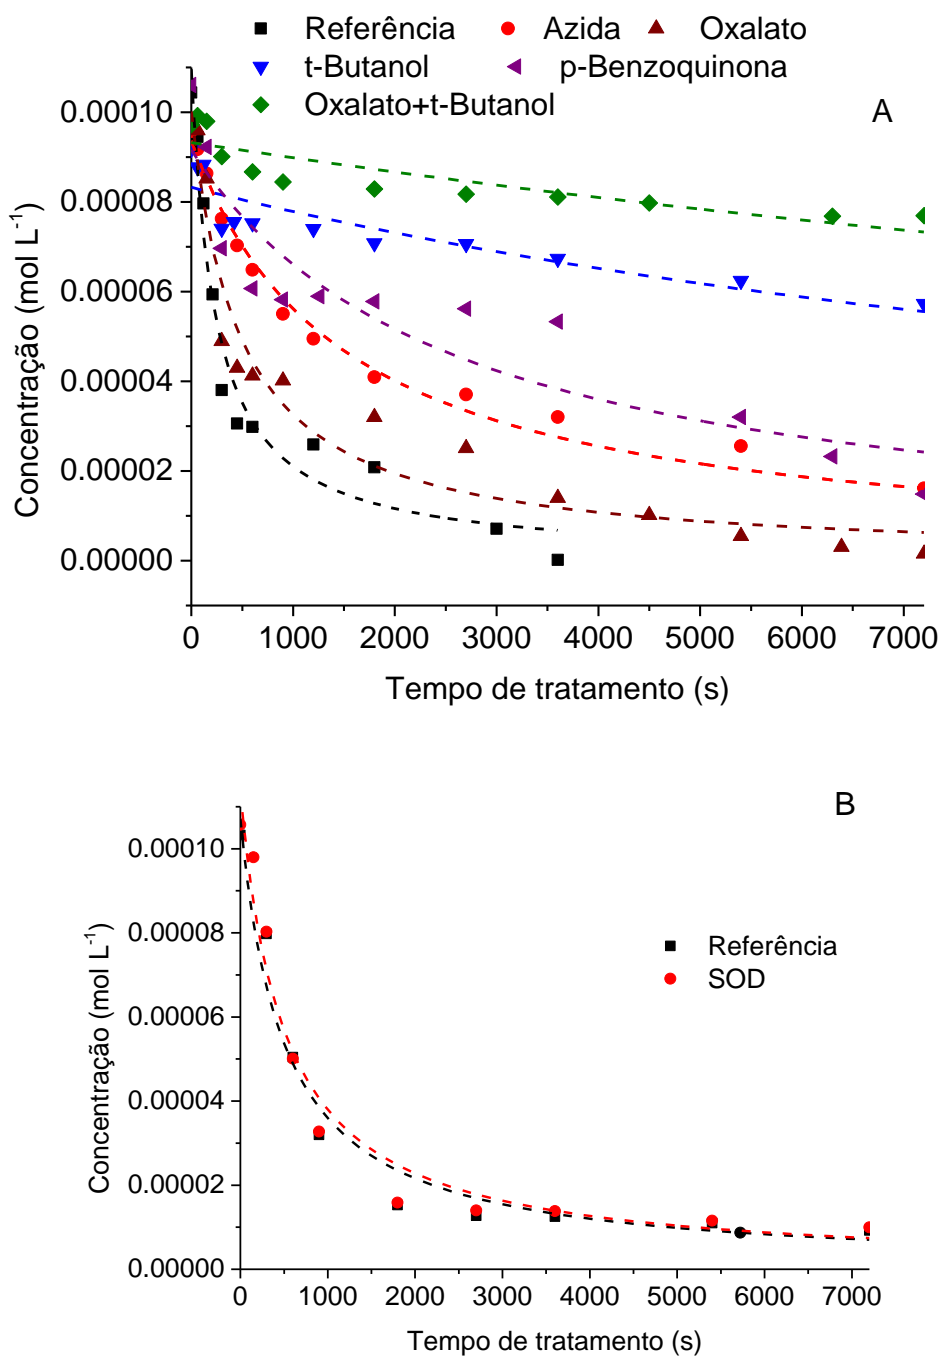 Referência Azida Oxalato
t-Butanol p-Benzoquinona
Oxalato+t-Butanol
A
0.00010
0.00008
0.00006
0.00004
0.00002
0.00000
Concentração (mol L⁻¹)
0 1000 2000 3000 4000 5000 6000 7000
Tempo de tratamento (s)
B
0.00010
0.00008
0.00006
0.00004
0.00002
0.00000
Concentração (mol L⁻¹)
Referência
SOD
0 1000 2000 3000 4000 5000 6000 7000
Tempo de tratamento (s)